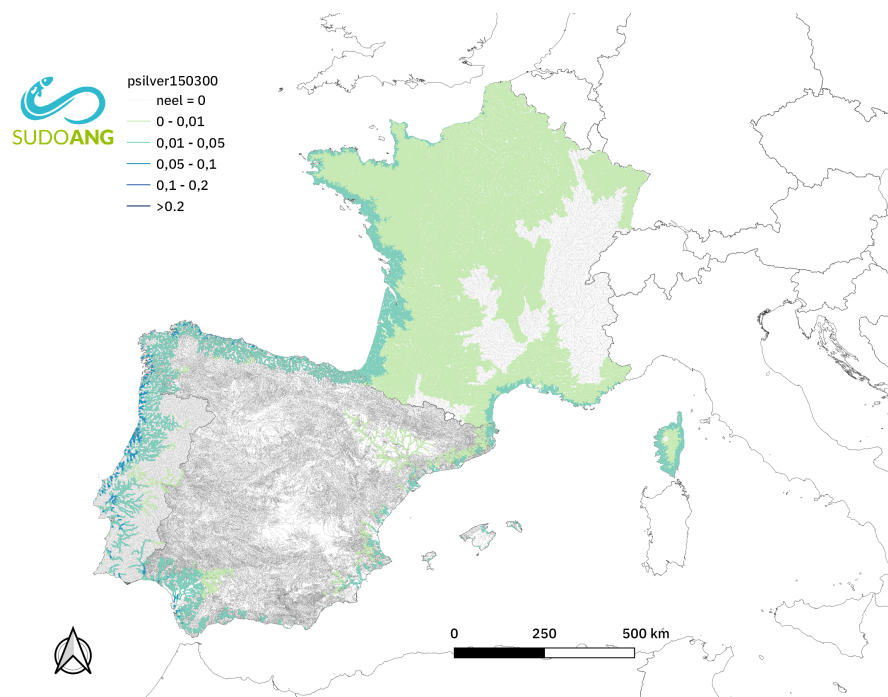 SUDOANG
psilver150300
neel = 0
0 - 0,01
0,01 - 0,05
0,05 - 0,1
0,1 - 0,2
>0.2
0 250 500 km